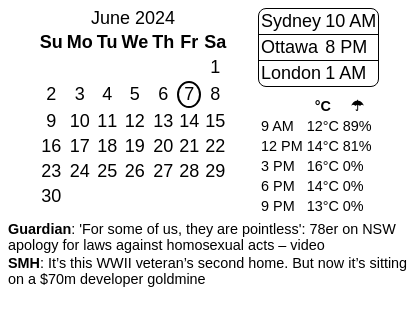 June 2024
Su Mo Tu We Th Fr Sa
1
2 3 4 5 6 7 8
9 10 11 12 13 14 15
16 17 18 19 20 21 22
23 24 25 26 27 28 29
30
Sydney 10 AM
Ottawa 8 PM
London 1 AM
°C ☂
9 AM 12°C 89%
12 PM 14°C 81%
3 PM 16°C 0%
6 PM 14°C 0%
9 PM 13°C 0%
Guardian: 'For some of us, they are pointless': 78er on NSW
apology for laws against homosexual acts – video
SMH: It’s this WWII veteran’s second home. But now it’s sitting
on a $70m developer goldmine